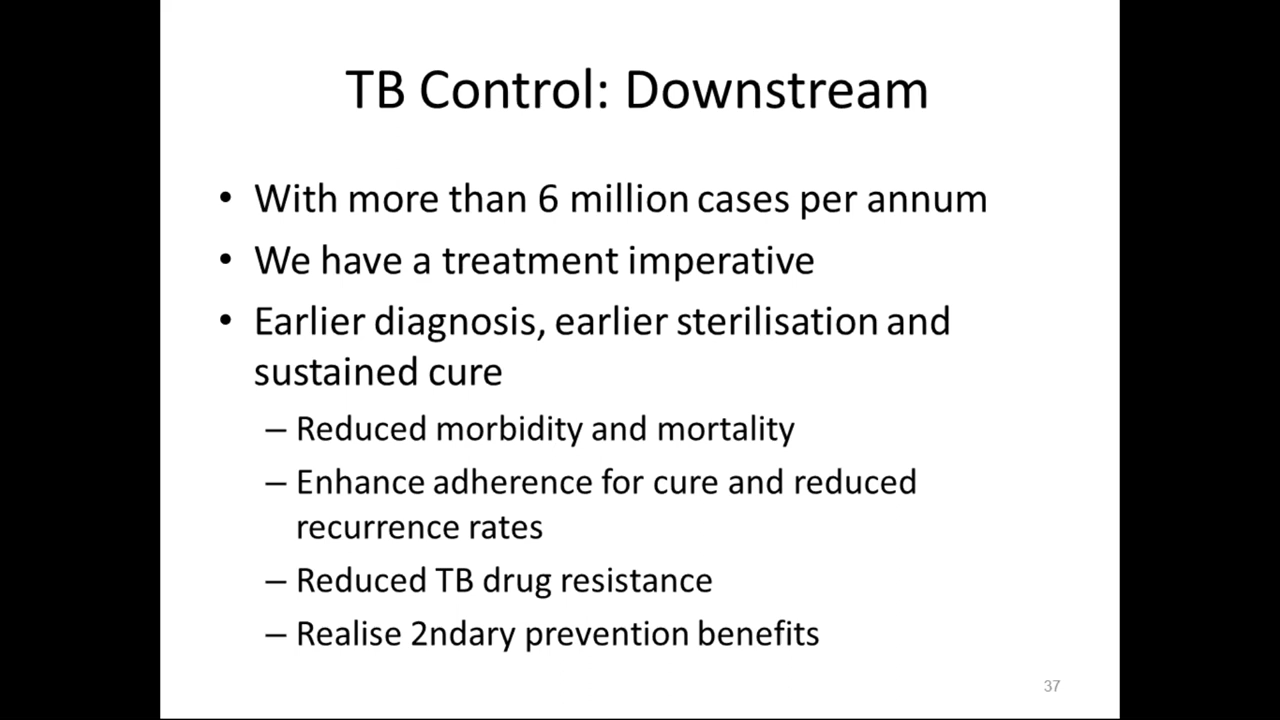 TB Control: Downstream
• With more than 6 million cases per annum
• We have a treatment imperative
• Earlier diagnosis, earlier sterilisation and
sustained cure
– Reduced morbidity and mortality
– Enhance adherence for cure and reduced
recurrence rates
– Reduced TB drug resistance
– Realise 2ndary prevention benefits
37